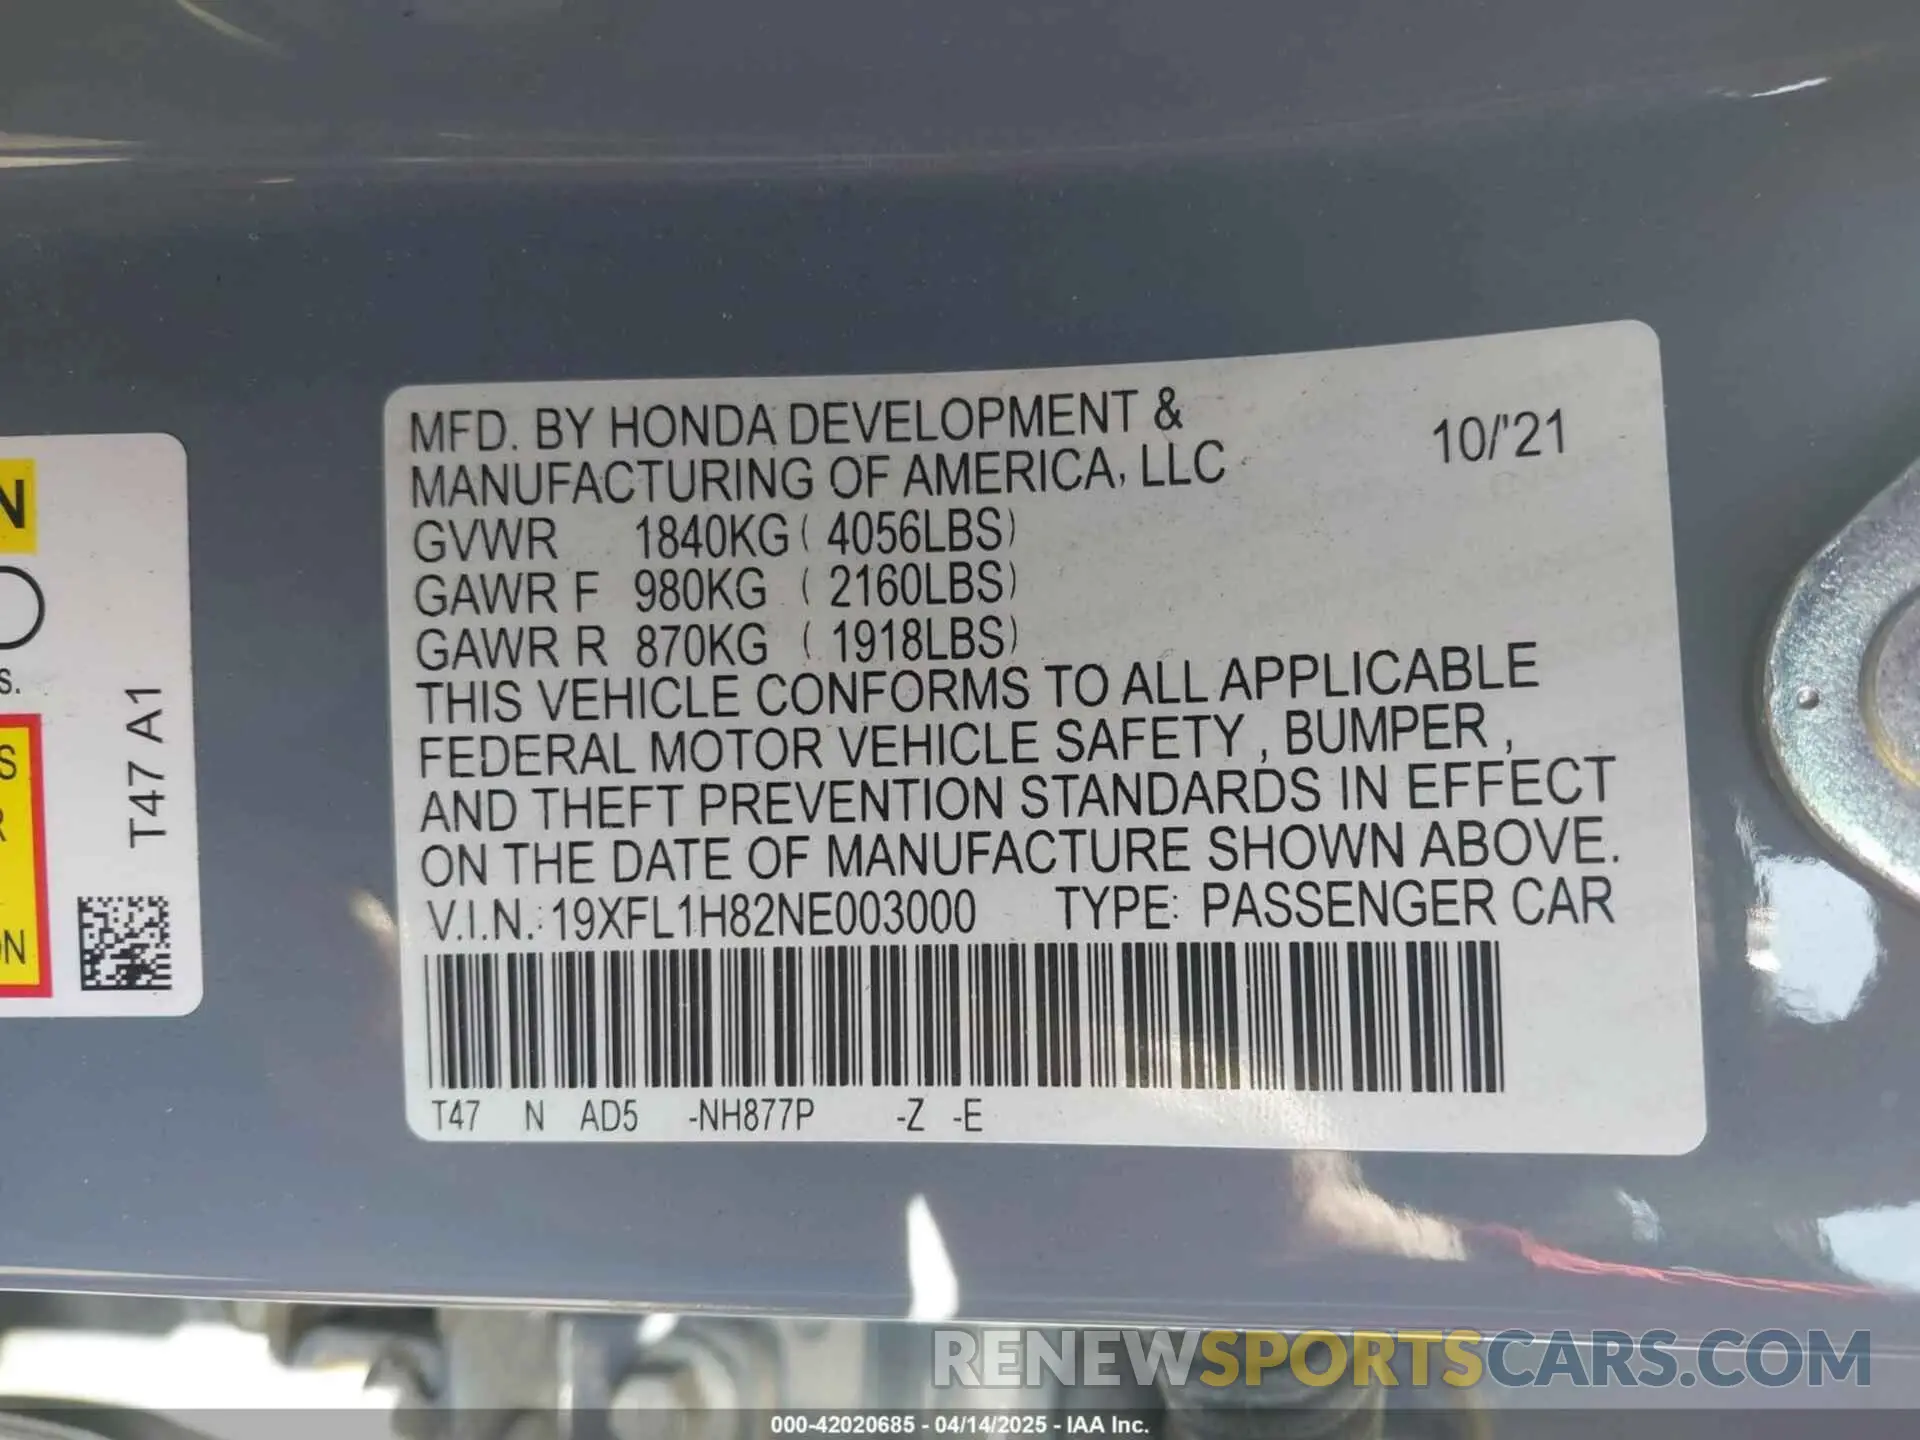 MFD. BY HONDA DEVELOPMENT &
MANUFACTURING OF AMERICA, LLC
10/'21
GVWR 1840KG ( 4056LBS)
GAWR F 980KG ( 2160LBS)
GAWR R 870KG ( 1918LBS)
THIS VEHICLE CONFORMS TO ALL APPLICABLE
FEDERAL MOTOR VEHICLE SAFETY , BUMPER ,
AND THEFT PREVENTION STANDARDS IN EFFECT
ON THE DATE OF MANUFACTURE SHOWN ABOVE.
V.I.N.: 19XFL1H82NE003000 TYPE: PASSENGER CAR
T47 N AD5 -NH877P -Z -E
T47 A1
RENEWSPORTSCARS.COM
000-42020685 - 04/14/2025 - IAA Inc.